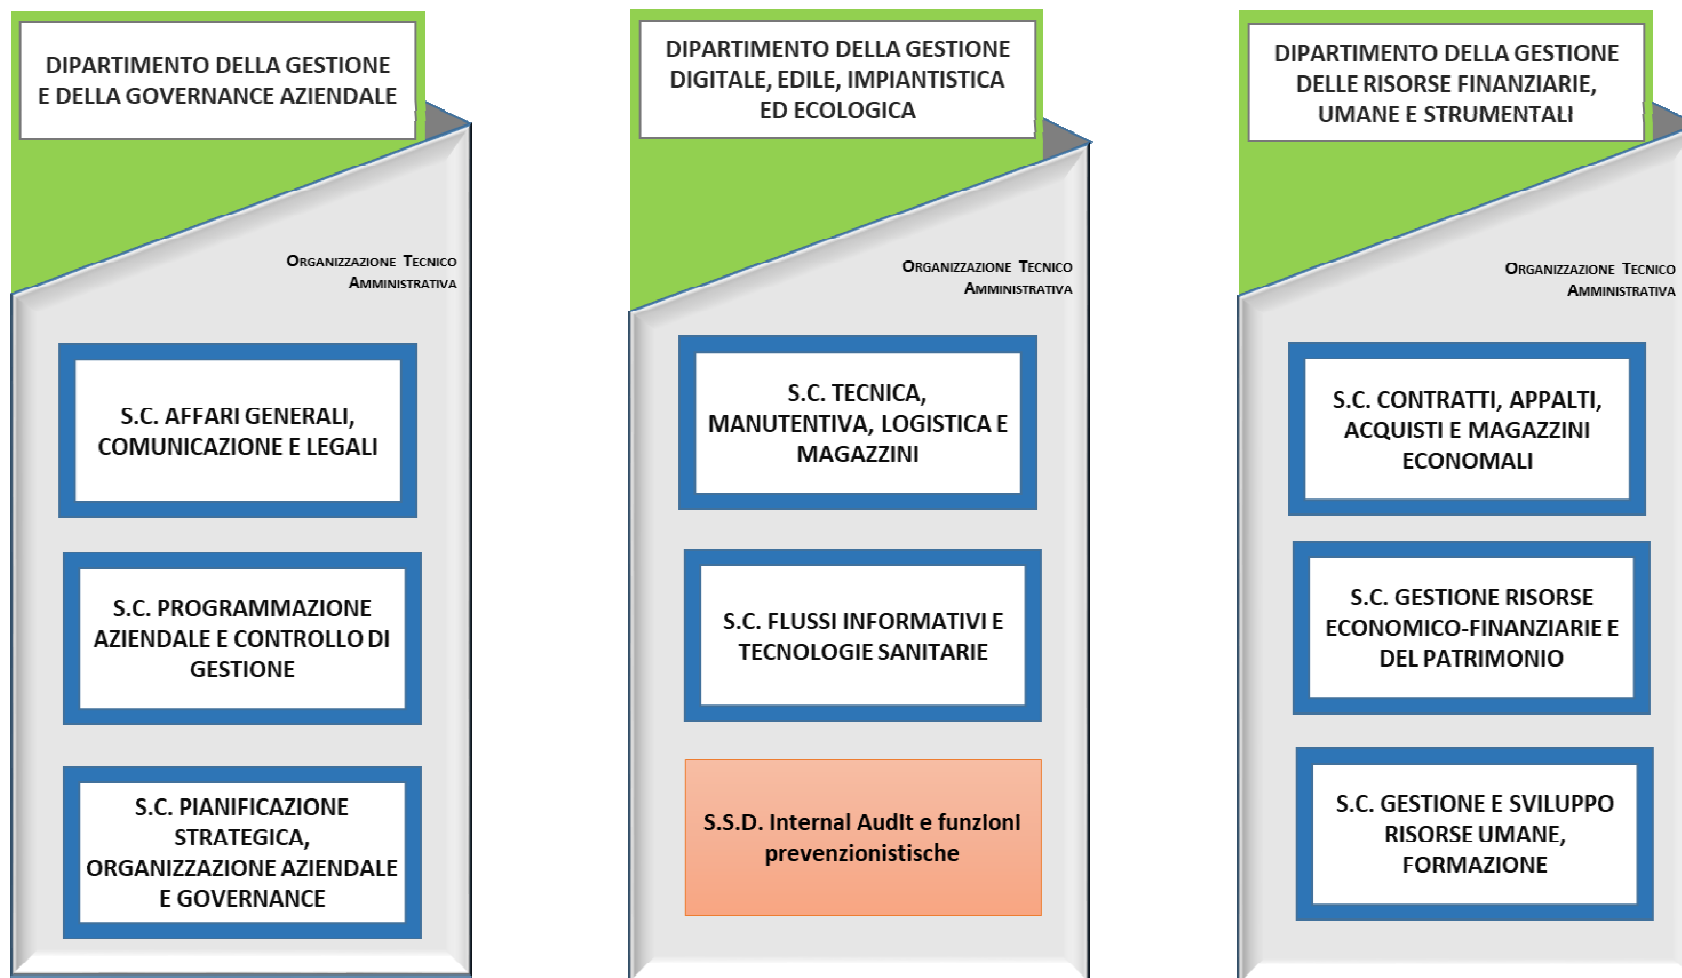 DIPARTIMENTO DELLA GESTIONE
E DELLA GOVERNANCE AZIENDALE
ORGANIZZAZIONE TECNICO
AMMINISTRATIVA
S.C. AFFARI GENERALI,
COMUNICAZIONE E LEGALI
S.C. PROGRAMMAZIONE
AZIENDALE E CONTROLLO DI
GESTIONE
S.C. PIANIFICAZIONE
STRATEGICA,
ORGANIZZAZIONE AZIENDALE
E GOVERNANCE
DIPARTIMENTO DELLA GESTIONE
DIGITALE, EDILE, IMPIANTISTICA
ED ECOLOGICA
ORGANIZZAZIONE TECNICO
AMMINISTRATIVA
S.C. TECNICA,
MANUTENTIVA, LOGISTICA E
MAGAZZINI
S.C. FLUSSI INFORMATIVI E
TECNOLOGIE SANITARIE
S.S.D. Internal Audit e funzioni
prevenzionistische
DIPARTIMENTO DELLA GESTIONE
DELLE RISORSE FINANZIARIE,
UMANE E STRUMENTALI
ORGANIZZAZIONE TECNICO
AMMINISTRATIVA
S.C. CONTRATTI, APPALTI,
ACQUISTI E MAGAZZINI
ECONOMALI
S.C. GESTIONE RISORSE
ECONOMICO-FINANZIARIE E
DEL PATRIMONIO
S.C. GESTIONE E SVILUPPO
RISORSE UMANE,
FORMAZIONE